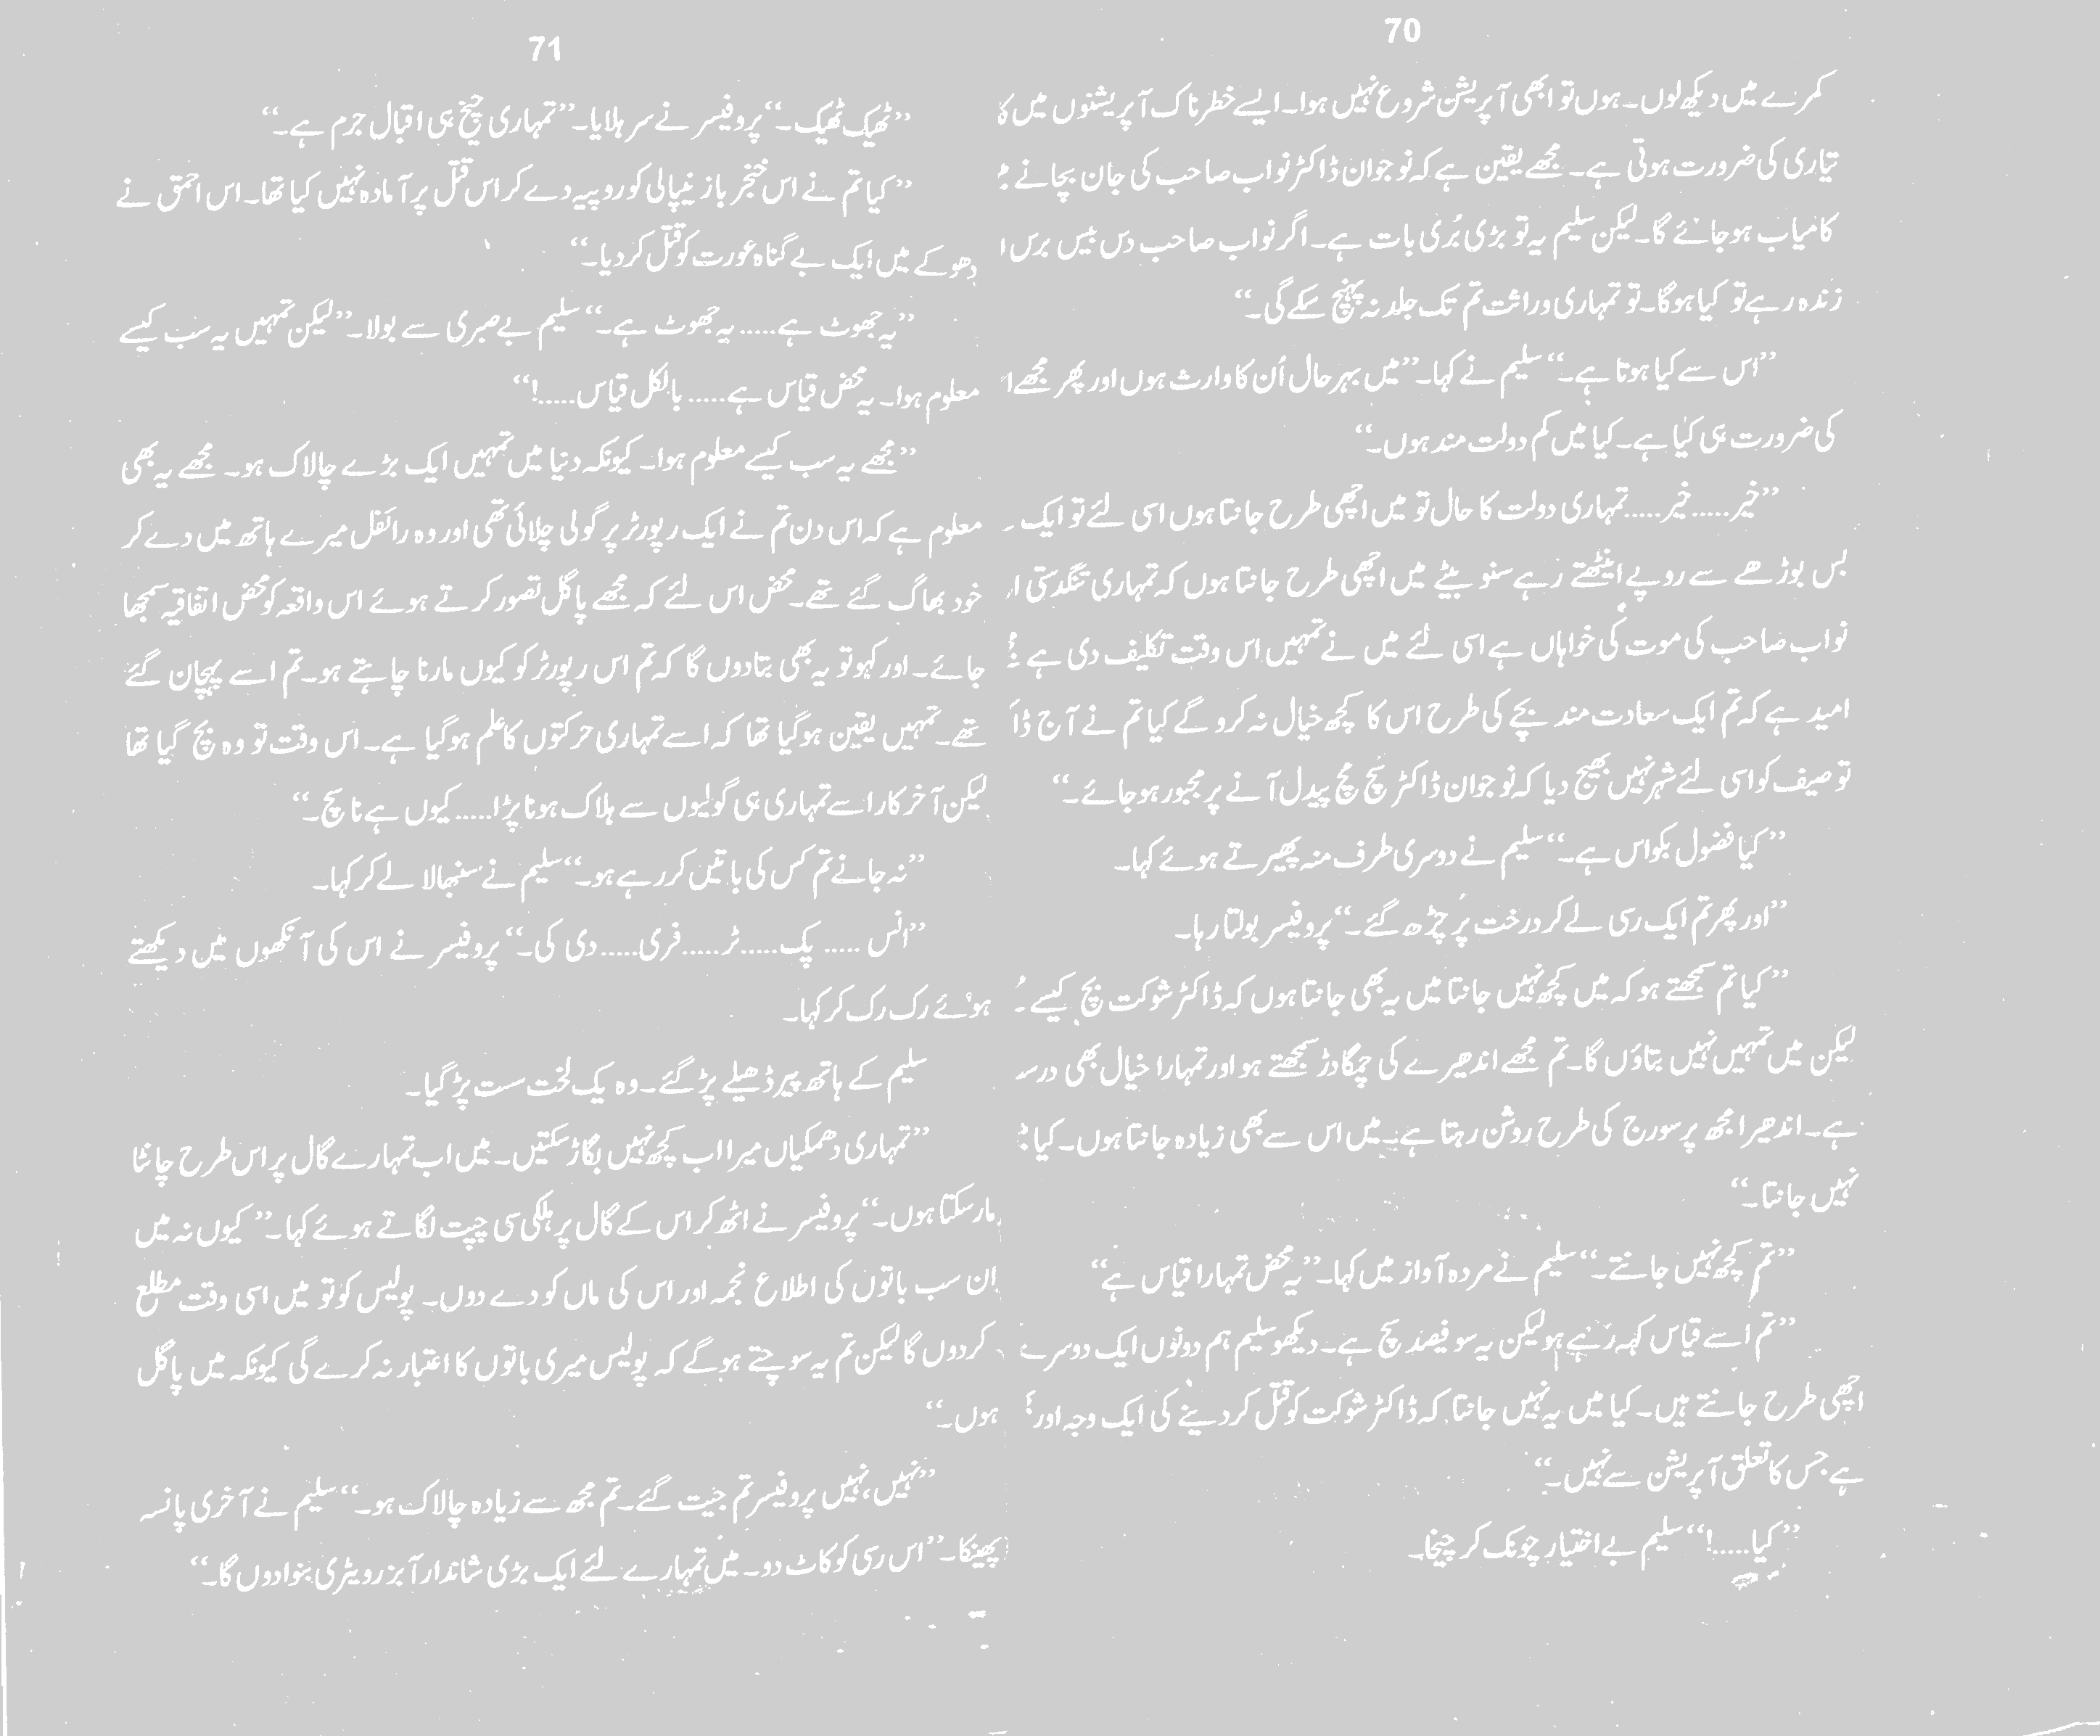 70
کمرے میں دیکھ لوں۔ ہوں تو ابھی آپریشن شروع نہیں ہوا۔ ایسے خطرناک آپریشنوں میں
تیاری کی ضرورت ہوتی ہے۔ مجھے یقین ہے کہ نوجوان ڈاکٹر نواب صاحب کی جان بچانے
کامیاب ہو جائے گا۔ لیکن سلیم یہ تو بڑی بُری بات ہے۔ اگر نواب صاحب دس بیس برس
زندہ رہے تو کیا ہوگا۔ تو تمہاری وراثت تم تک جلد نہ پہنچ سکے گی۔“
”اس سے کیا ہوتا ہے۔“ سلیم نے کہا۔ ”میں بہرحال اُن کا وارث ہوں اور پھر مجھے
کی ضرورت ہی کیا ہے۔ کیا میں کم دولت مند ہوں۔“
”خیر......خیر......تمہاری دولت کا حال تو میں اچھی طرح جانتا ہوں اسی لئے تو ایک
بس بوڑھے سے روپے اینٹھتے رہے سنو بیٹے میں اچھی طرح جانتا ہوں کہ تمہاری تنگدستی
نواب صاحب کی موت کی خواہاں ہے اسی لئے میں نے تمہیں اس وقت تکلیف دی ہے
امید ہے کہ تم ایک سعادت مند بچے کی طرح اس کا کچھ خیال نہ کرو گے کیا تم نے آج
توصیف کو اسی لئے شہر نہیں بھیج دیا کہ نوجوان ڈاکٹر سچ مچ پیدل آنے پر مجبور ہو جائے۔“
”کیا فضول بکواس ہے۔“ سلیم نے دوسری طرف منہ پھیرتے ہوئے کہا۔
”اور پھر تم ایک رسی لے کر درخت پر چڑھ گئے۔“ پروفیسر بولتا رہا۔
”کیا تم سمجھتے ہو کہ میں کچھ نہیں جانتا میں یہ بھی جانتا ہوں کہ ڈاکٹر شوکت بچ کیسے
لیکن میں تمہیں نہیں بتاؤں گا۔ تم مجھے اندھیرے کی چمگادڑ سمجھتے ہو اور تمہارا خیال بھی
ہے۔ اندھیرا مجھ پر سورج کی طرح روشن رہتا ہے۔ میں اس سے بھی زیادہ جانتا ہوں۔ کیا
نہیں جانتا۔“
”تم کچھ نہیں جانتے۔“ سلیم نے مردہ آواز میں کہا۔ ”یہ محض تمہارا قیاس ہے“
”تم اسے قیاس کہہ رہے ہو لیکن یہ سو فیصد سچ ہے۔ دیکھو سلیم ہم دونوں ایک دوسرے
اچھی طرح جانتے ہیں۔ کیا میں یہ نہیں جانتا کہ ڈاکٹر شوکت کو قتل کر دینے کی ایک وجہ اور
ہے جس کا تعلق آپریشن سے نہیں۔“
”کیا......!“ سلیم بے اختیار چونک کر چیخا۔
71
”ٹھیک ٹھیک۔“ پروفیسر نے سر ہلایا۔ ”تمہاری چیخ ہی اقبال جرم ہے۔“
”کیا تم نے اس خنجر باز نیپالی کو روپیہ دے کر اس قتل پر آمادہ نہیں کیا تھا۔ اس احمق نے
دھوکے میں ایک بے گناہ عورت کو قتل کر دیا۔“
”یہ جھوٹ ہے...... یہ جھوٹ ہے۔“ سلیم بے صبری سے بولا۔ ”لیکن تمہیں یہ سب کیسے
معلوم ہوا۔ یہ محض قیاس ہے...... بالکل قیاس......!“
”مجھے یہ سب کیسے معلوم ہوا۔ کیونکہ دنیا میں تمہیں ایک بڑے چالاک ہو۔ مجھے یہ بھی
معلوم ہے کہ اس دن تم نے ایک رپورٹر پر گولی چلائی تھی اور وہ رائفل میرے ہاتھ میں دے کر
خود بھاگ گئے تھے۔ محض اس لئے کہ مجھے پاگل تصور کرتے ہوئے اس واقعہ کو محض اتفاقیہ سمجھا
جائے۔ اور کہو تو یہ بھی بتا دوں گا کہ تم اس رپورٹر کو کیوں مارنا چاہتے ہو۔ تم اسے پہچان گئے
تھے۔ تمہیں یقین ہو گیا تھا کہ اسے تمہاری حرکتوں کا علم ہو گیا ہے۔ اس وقت تو وہ بچ گیا تھا
لیکن آخر کار اسے تمہاری ہی گولیوں سے ہلاک ہونا پڑا...... کیوں ہے نا سچ۔“
”نہ جانے تم کس کی باتیں کر رہے ہو۔“ سلیم نے سنبھالا لے کر کہا۔
”انس ...... پک...... ٹر...... فری...... دی کی۔“ پروفیسر نے اس کی آنکھوں میں دیکھتے
ہوئے رک رک کر کہا۔
سلیم کے ہاتھ پیر ڈھیلے پڑ گئے۔ وہ یک لخت سست پڑ گیا۔
”تمہاری دھمکیاں میرا اب کچھ نہیں بگاڑ سکتیں۔ میں اب تمہارے گال پر اس طرح چانٹا
مار سکتا ہوں۔“ پروفیسر نے اٹھ کر اس کے گال پر ہلکی سی چپت لگاتے ہوئے کہا۔ ”کیوں نہ میں
ان سب باتوں کی اطلاع نجمہ اور اس کی ماں کو دے دوں۔ پولیس کو تو میں اسی وقت مطلع
کر دوں گا لیکن تم یہ سوچتے ہو گے کہ پولیس میری باتوں کا اعتبار نہ کرے گی کیونکہ میں پاگل
ہوں۔“
”نہیں، نہیں پروفیسر تم جیت گئے۔ تم مجھ سے زیادہ چالاک ہو۔“ سلیم نے آخری پانسہ
پھینکا۔ ”اس رسی کو کاٹ دو۔ میں تمہارے لئے ایک بڑی شاندار آبزرویٹری بنوا دوں گا۔“